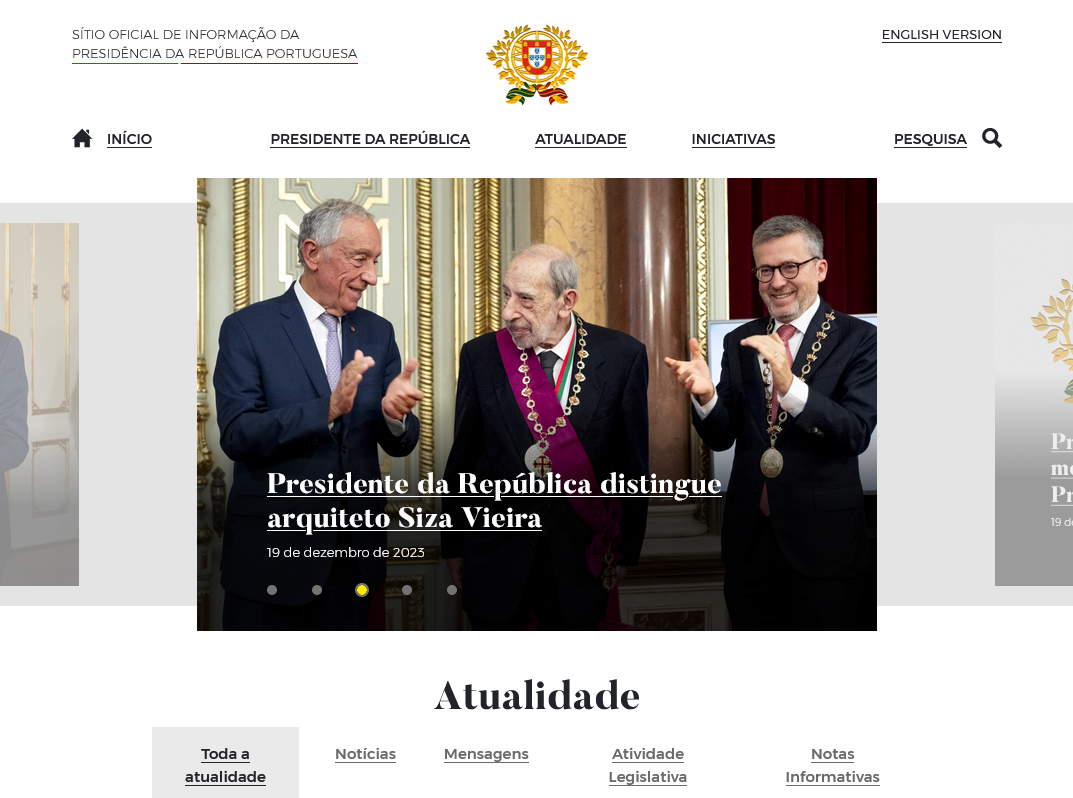 SÍTIO OFICIAL DE INFORMAÇÃO DA
PRESIDÊNCIA DA REPÚBLICA PORTUGUESA
ENGLISH VERSION
INÍCIO
PRESIDENTE DA REPÚBLICA
ATUALIDADE
INICIATIVAS
PESQUISA
Presidente da República distingue
arquiteto Siza Vieira
19 de dezembro de 2023
Atualidade
Toda a
atualidade
Notícias
Mensagens
Atividade
Legislativa
Notas
Informativas